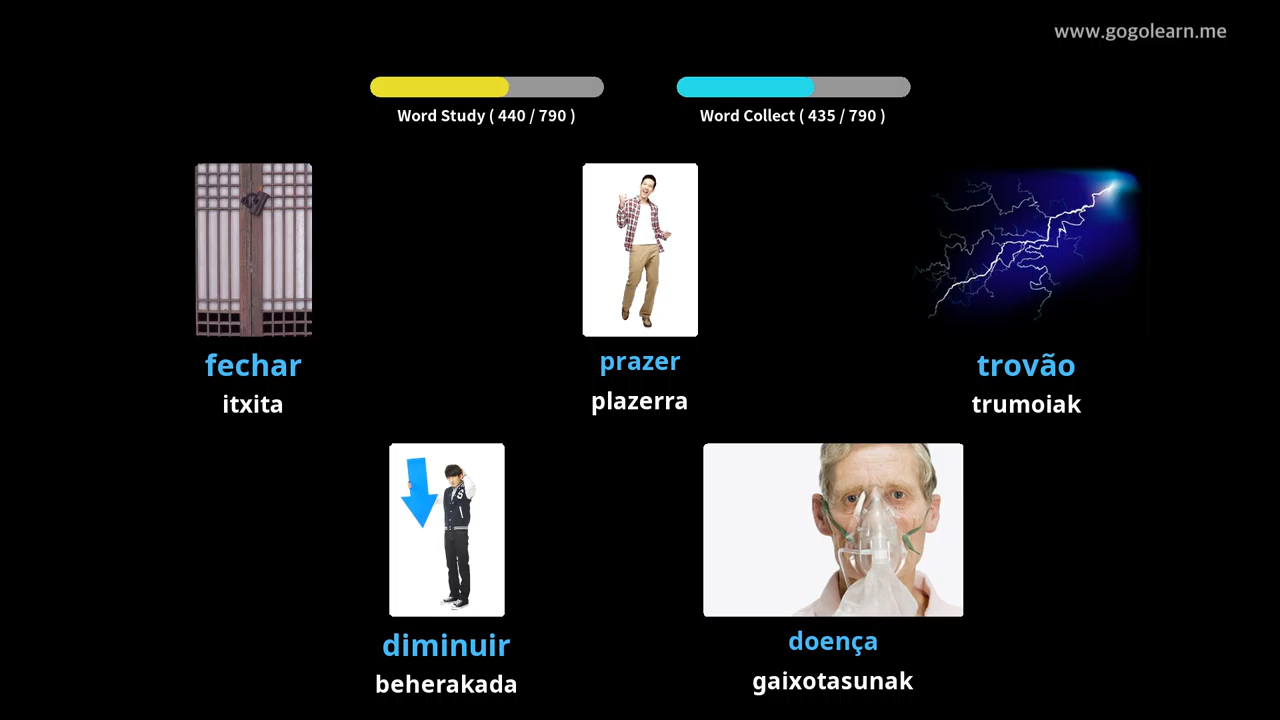 www.gogolearn.me
Word Study ( 440 / 790 )
Word Collect ( 435 / 790 )
fechar
itxita
prazer
plazerra
trovão
trumoiak
diminuir
beherakada
doença
gaixotasunak